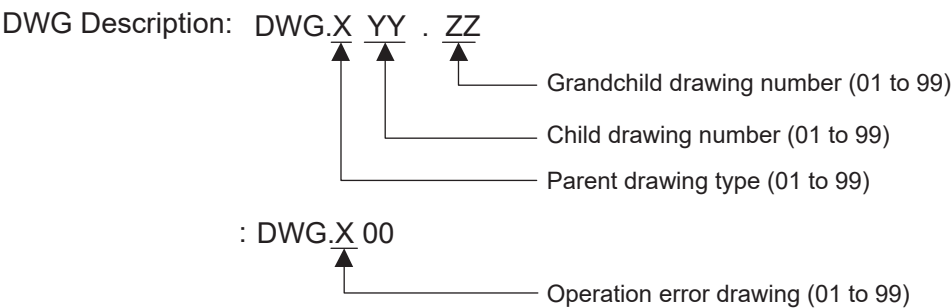 DWG Description: DWG.X YY . ZZ
Grandchild drawing number (01 to 99)
Child drawing number (01 to 99)
Parent drawing type (01 to 99)
: DWG.X 00
Operation error drawing (01 to 99)